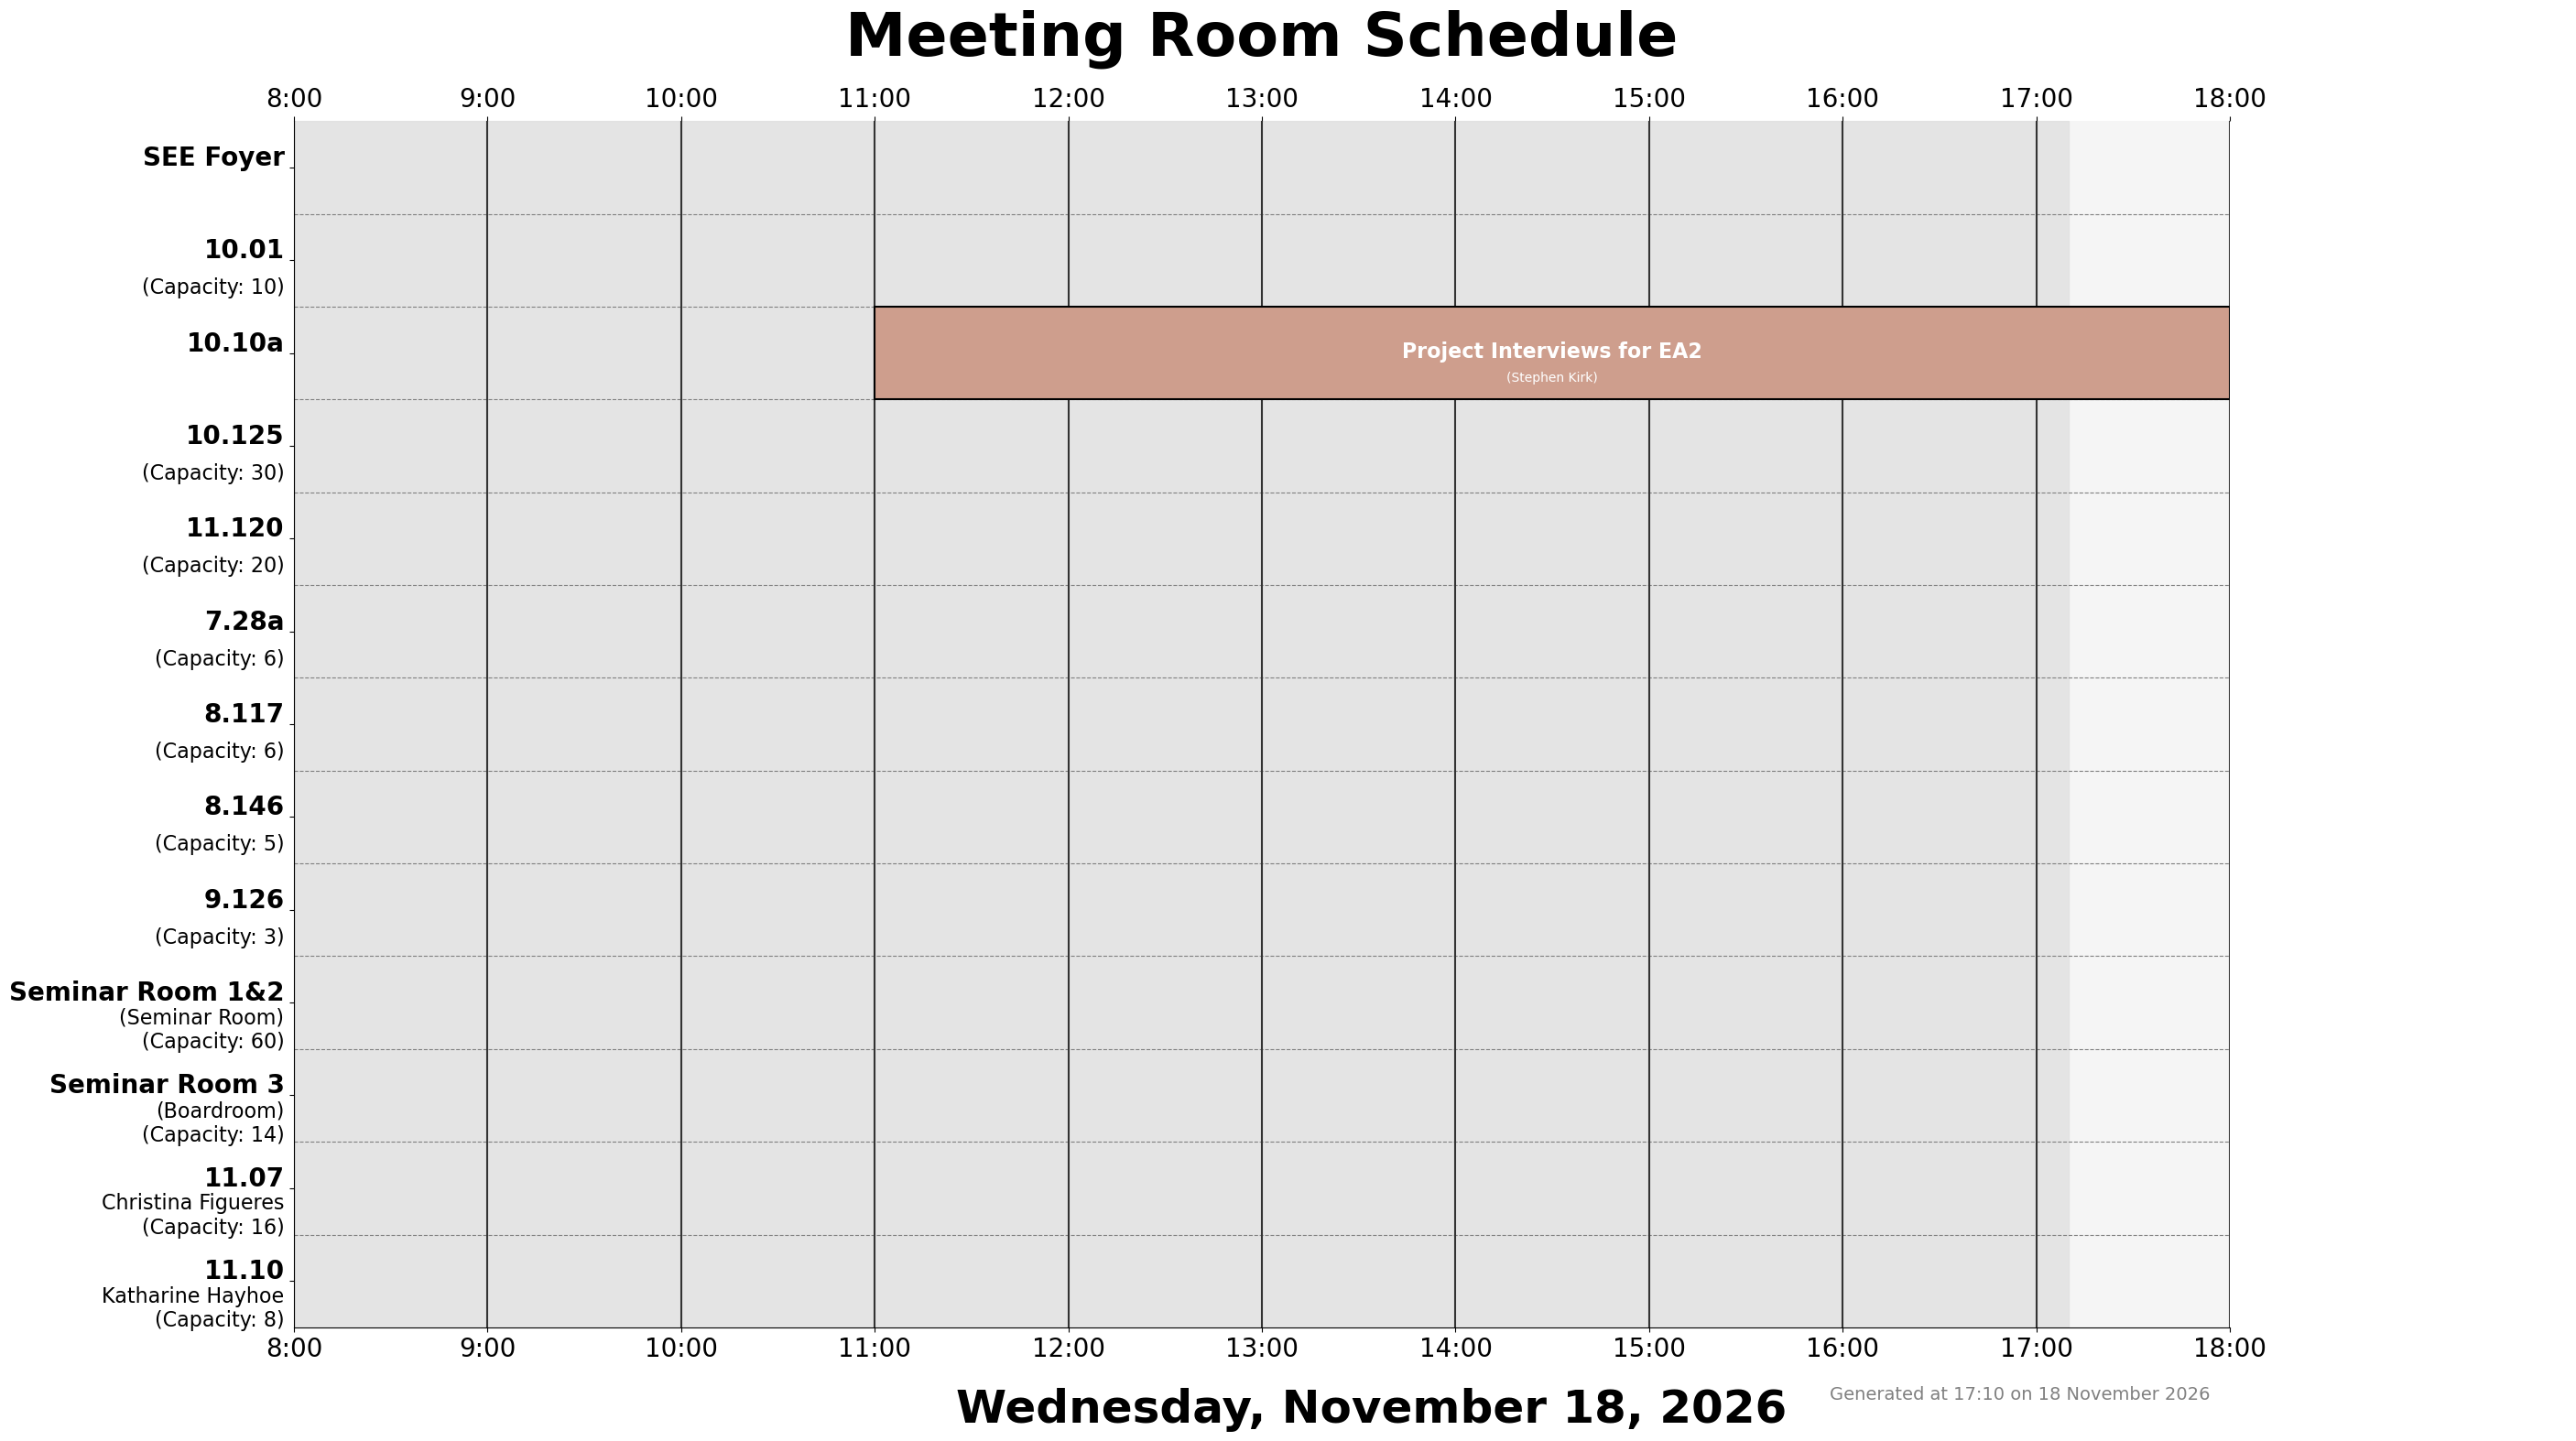 Meeting Room Schedule
8:00 9:00 10:00 11:00 12:00 13:00 14:00 15:00 16:00 17:00 18:00
SEE Foyer
10.01
(Capacity: 10)
10.10a
Project Interviews for EA2
(Stephen Kirk)
10.125
(Capacity: 30)
11.120
(Capacity: 20)
7.28a
(Capacity: 6)
8.117
(Capacity: 6)
8.146
(Capacity: 5)
9.126
(Capacity: 3)
Seminar Room 1&2
(Seminar Room)
(Capacity: 60)
Seminar Room 3
(Boardroom)
(Capacity: 14)
11.07
Christina Figueres
(Capacity: 16)
11.10
Katharine Hayhoe
(Capacity: 8)
8:00 9:00 10:00 11:00 12:00 13:00 14:00 15:00 16:00 17:00 18:00
Wednesday, November 18, 2026
Generated at 17:10 on 18 November 2026